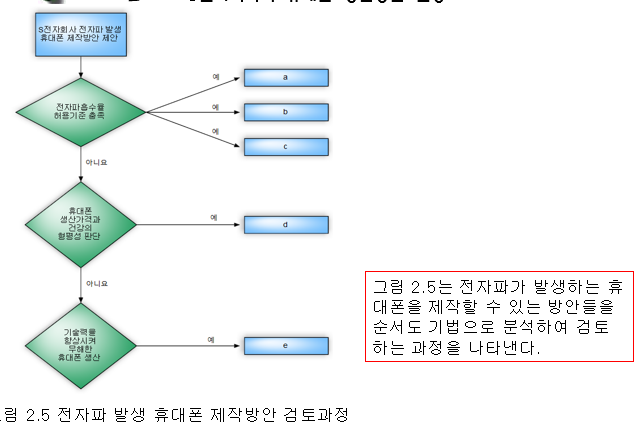 S전자회사 전자파 발생
휴대폰 제작방안 제안
전자파흡수율
허용기준 충족
예
a
예
b
예
c
아니요
휴대폰
생산가격과
건강의
형평성 판단
예
d
아니요
기술력을
향상시켜
무해한
휴대폰 생산
예
e
그림 2.5는 전자파가 발생하는 휴
대폰을 제작할 수 있는 방안들을
순서도 기법으로 분석하여 검토
하는 과정을 나타낸다.
림 2.5 전자파 발생 휴대폰 제작방안 검토과정